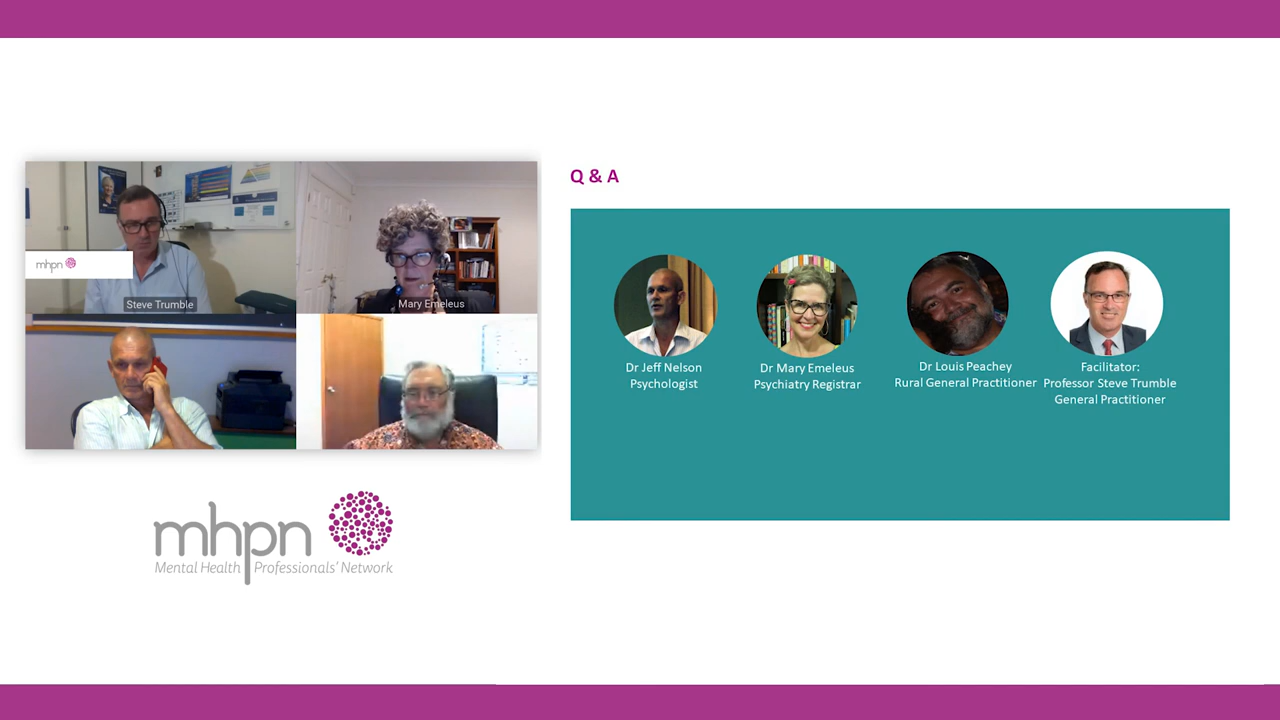 mhpn
Steve Trumble
Mary Emeleus
mhpn
Mental Health Professionals' Network
Q & A
Dr Jeff Nelson
Psychologist
Dr Mary Emeleus
Psychiatry Registrar
Dr Louis Peachey
Rural General Practitioner
Facilitator:
Professor Steve Trumble
General Practitioner